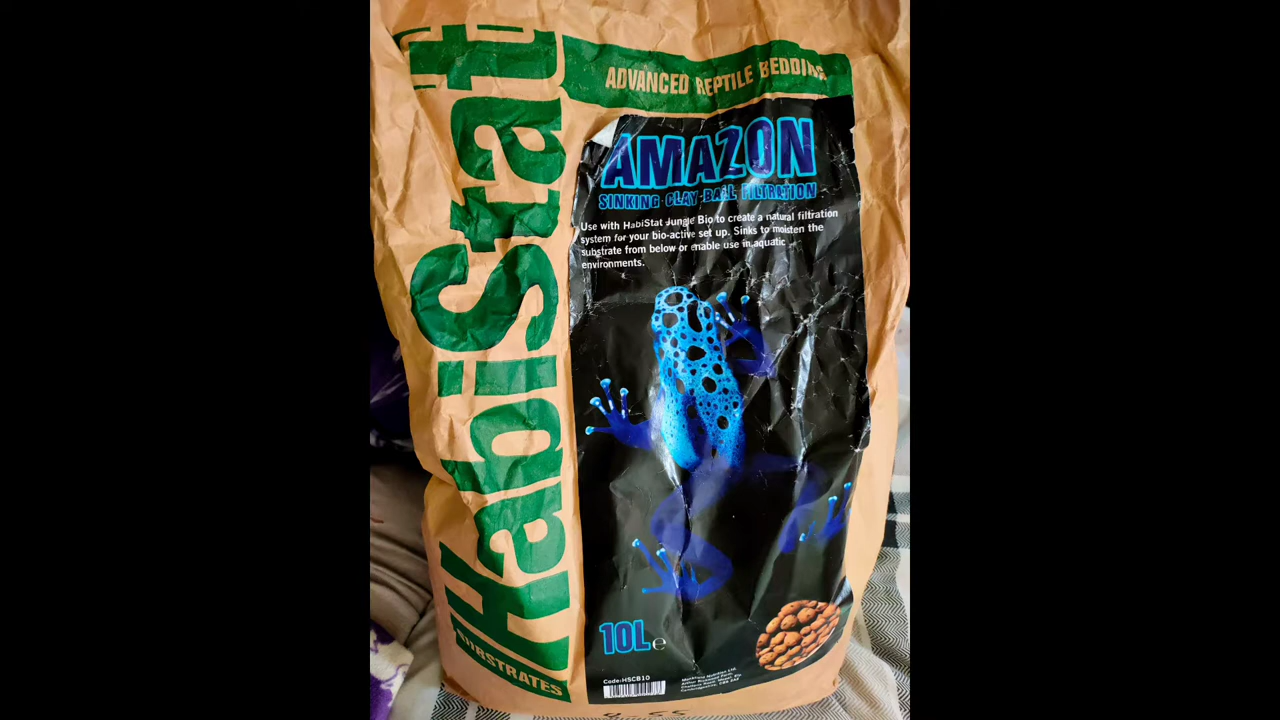 HabiStat
SUBSTRATES
ADVANCED REPTILE BEDDING
AMAZON
SINKING CLAY BALL FILTRATION
Use with HabiStat Jungle Bio to create a natural filtration
system for your bio-active set up. Sinks to moisten the
substrate from below or enable use in aquatic
environments.
10L℮
Code:HSCB10